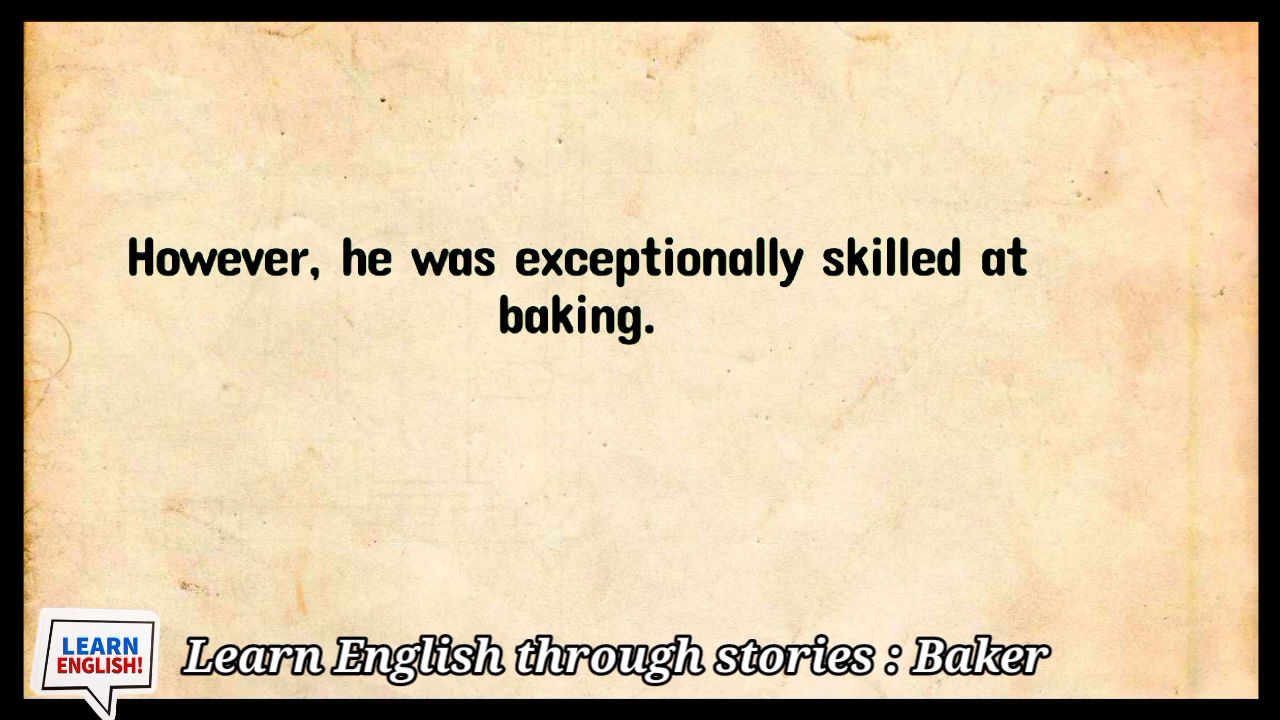 However, he was exceptionally skilled at
baking.
LEARN
ENGLISH!
Learn English through stories : Baker